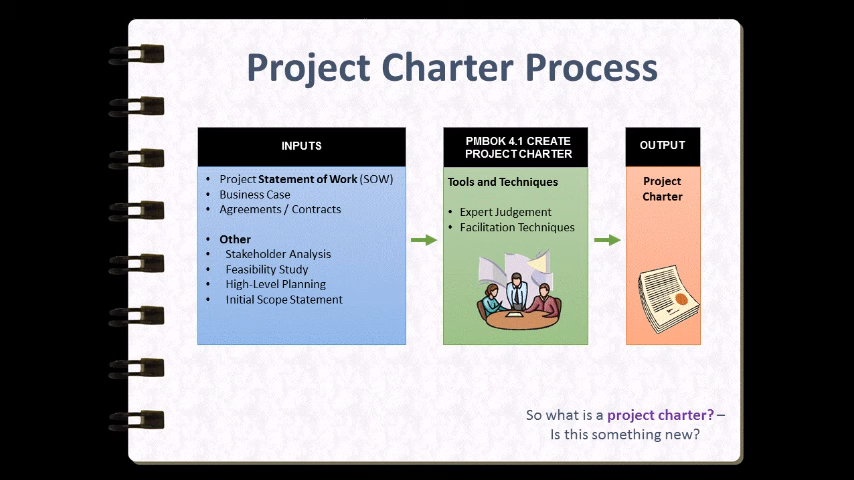 Project Charter Process
INPUTS
• Project Statement of Work (SOW)
• Business Case
• Agreements / Contracts
• Other
• Stakeholder Analysis
• Feasibility Study
• High-Level Planning
• Initial Scope Statement
PMBOK 4.1 CREATE
PROJECT CHARTER
Tools and Techniques
• Expert Judgement
• Facilitation Techniques
OUTPUT
Project
Charter
So what is a project charter? –
Is this something new?